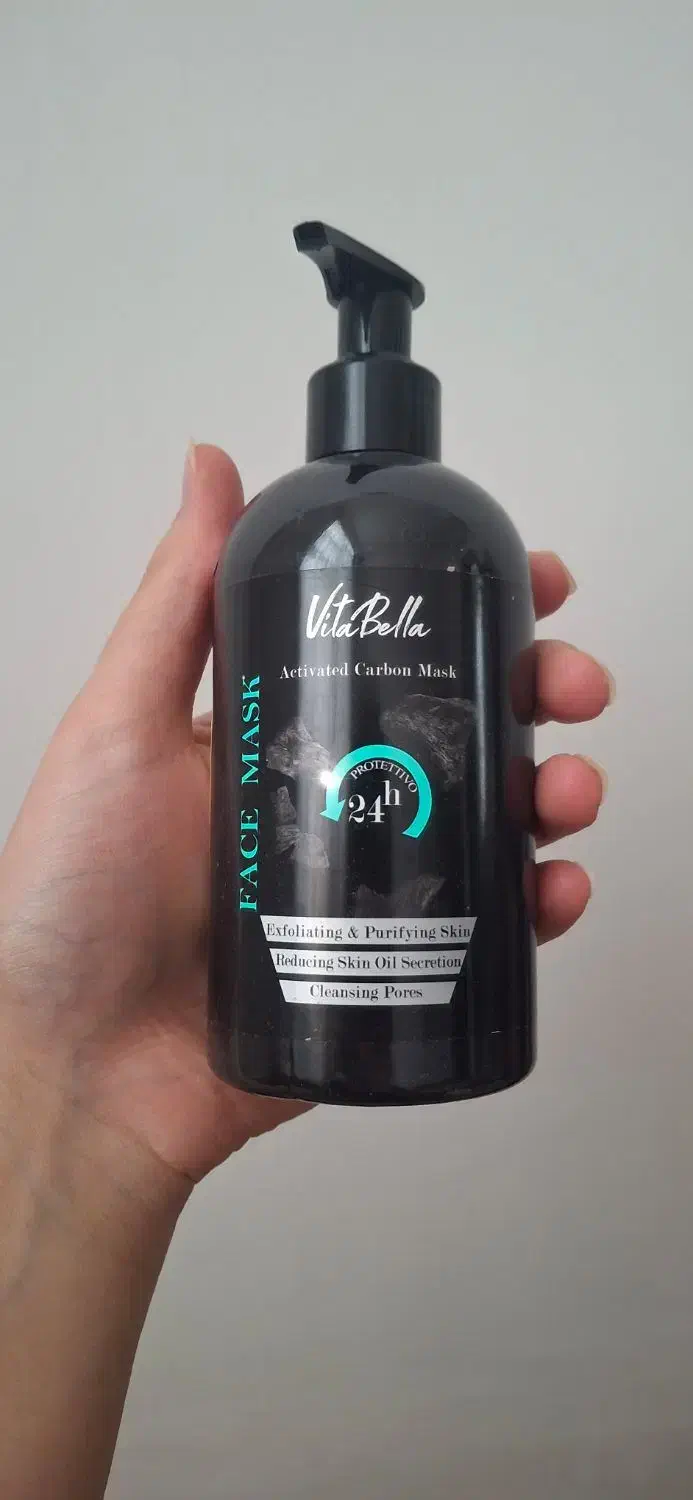 VitaBella
Activated Carbon Mask
FACE MASK
PROTETTIVO
24h
Exfoliating & Purifying Skin
Reducing Skin Oil Secretion
Cleansing Pores